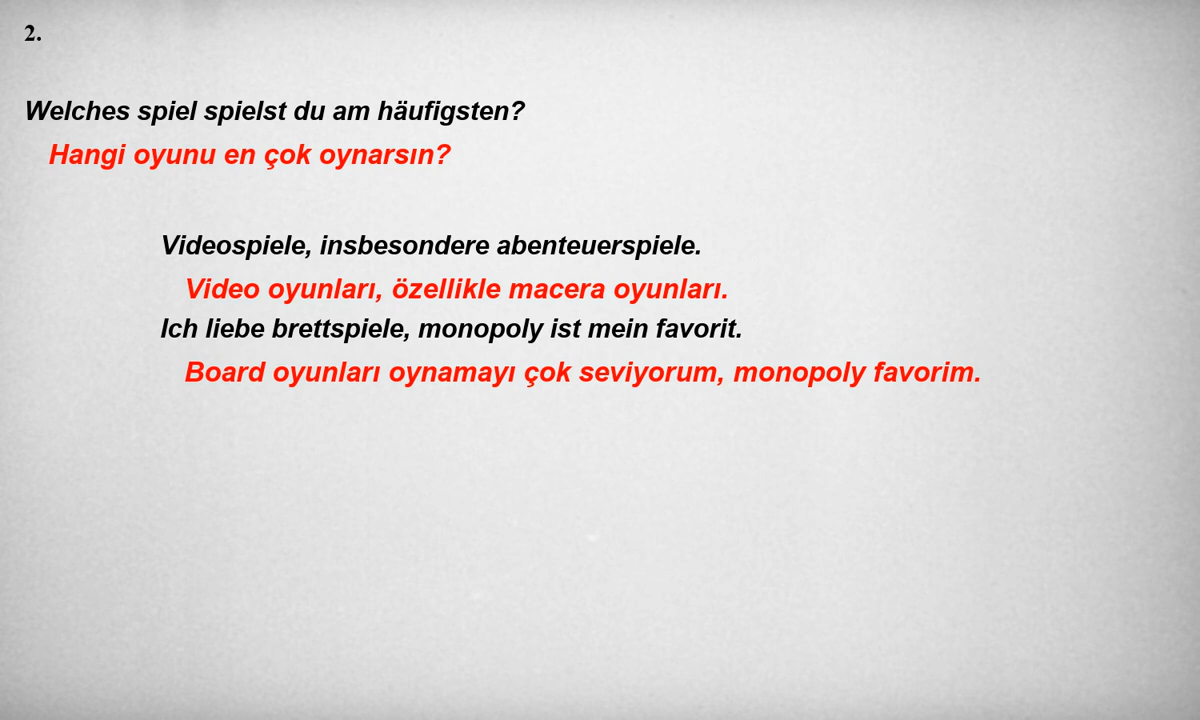 2.
Welches spiel spielst du am häufigsten?
Hangi oyunu en çok oynarsın?
Videospiele, insbesondere abenteuerspiele.
Video oyunları, özellikle macera oyunları.
Ich liebe brettspiele, monopoly ist mein favorit.
Board oyunları oynamayı çok seviyorum, monopoly favorim.